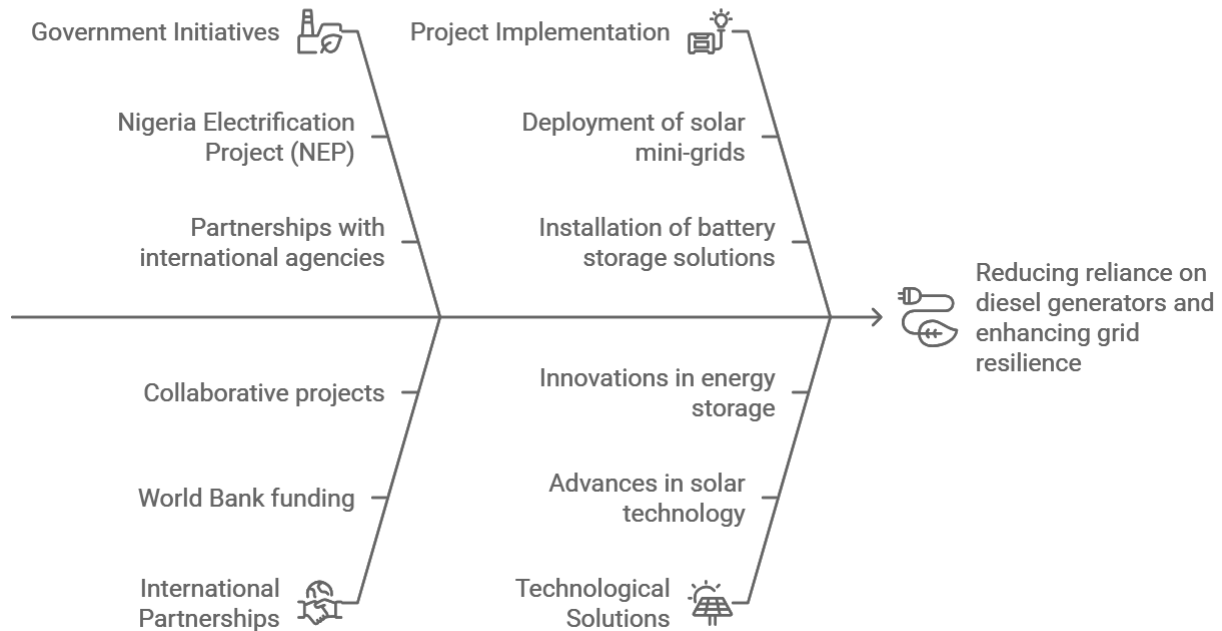 Government Initiatives
Nigeria Electrification
Project (NEP)
Partnerships with
international agencies
Project Implementation
Deployment of solar
mini-grids
Installation of battery
storage solutions
Reducing reliance on
diesel generators and
enhancing grid
resilience
Collaborative projects
World Bank funding
International
Partnerships
Innovations in energy
storage
Advances in solar
technology
Technological
Solutions